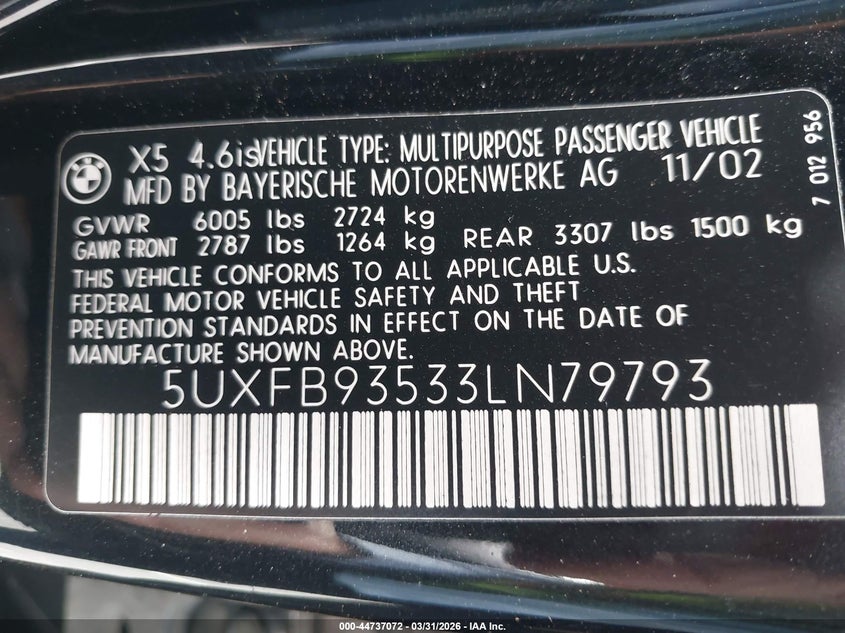 BMW
X5 4.6is VEHICLE TYPE: MULTIPURPOSE PASSENGER VEHICLE
MFD BY BAYERISCHE MOTORENWERKE AG 11/02
GVWR 6005 lbs 2724 kg
GAWR FRONT 2787 lbs 1264 kg REAR 3307 lbs 1500 kg
THIS VEHICLE CONFORMS TO ALL APPLICABLE U.S.
FEDERAL MOTOR VEHICLE SAFETY AND THEFT
PREVENTION STANDARDS IN EFFECT ON THE DATE OF
MANUFACTURE SHOWN ABOVE.
5UXFB93533LN79793
7 012 956
000-44737072 - 03/31/2026 - IAA Inc.